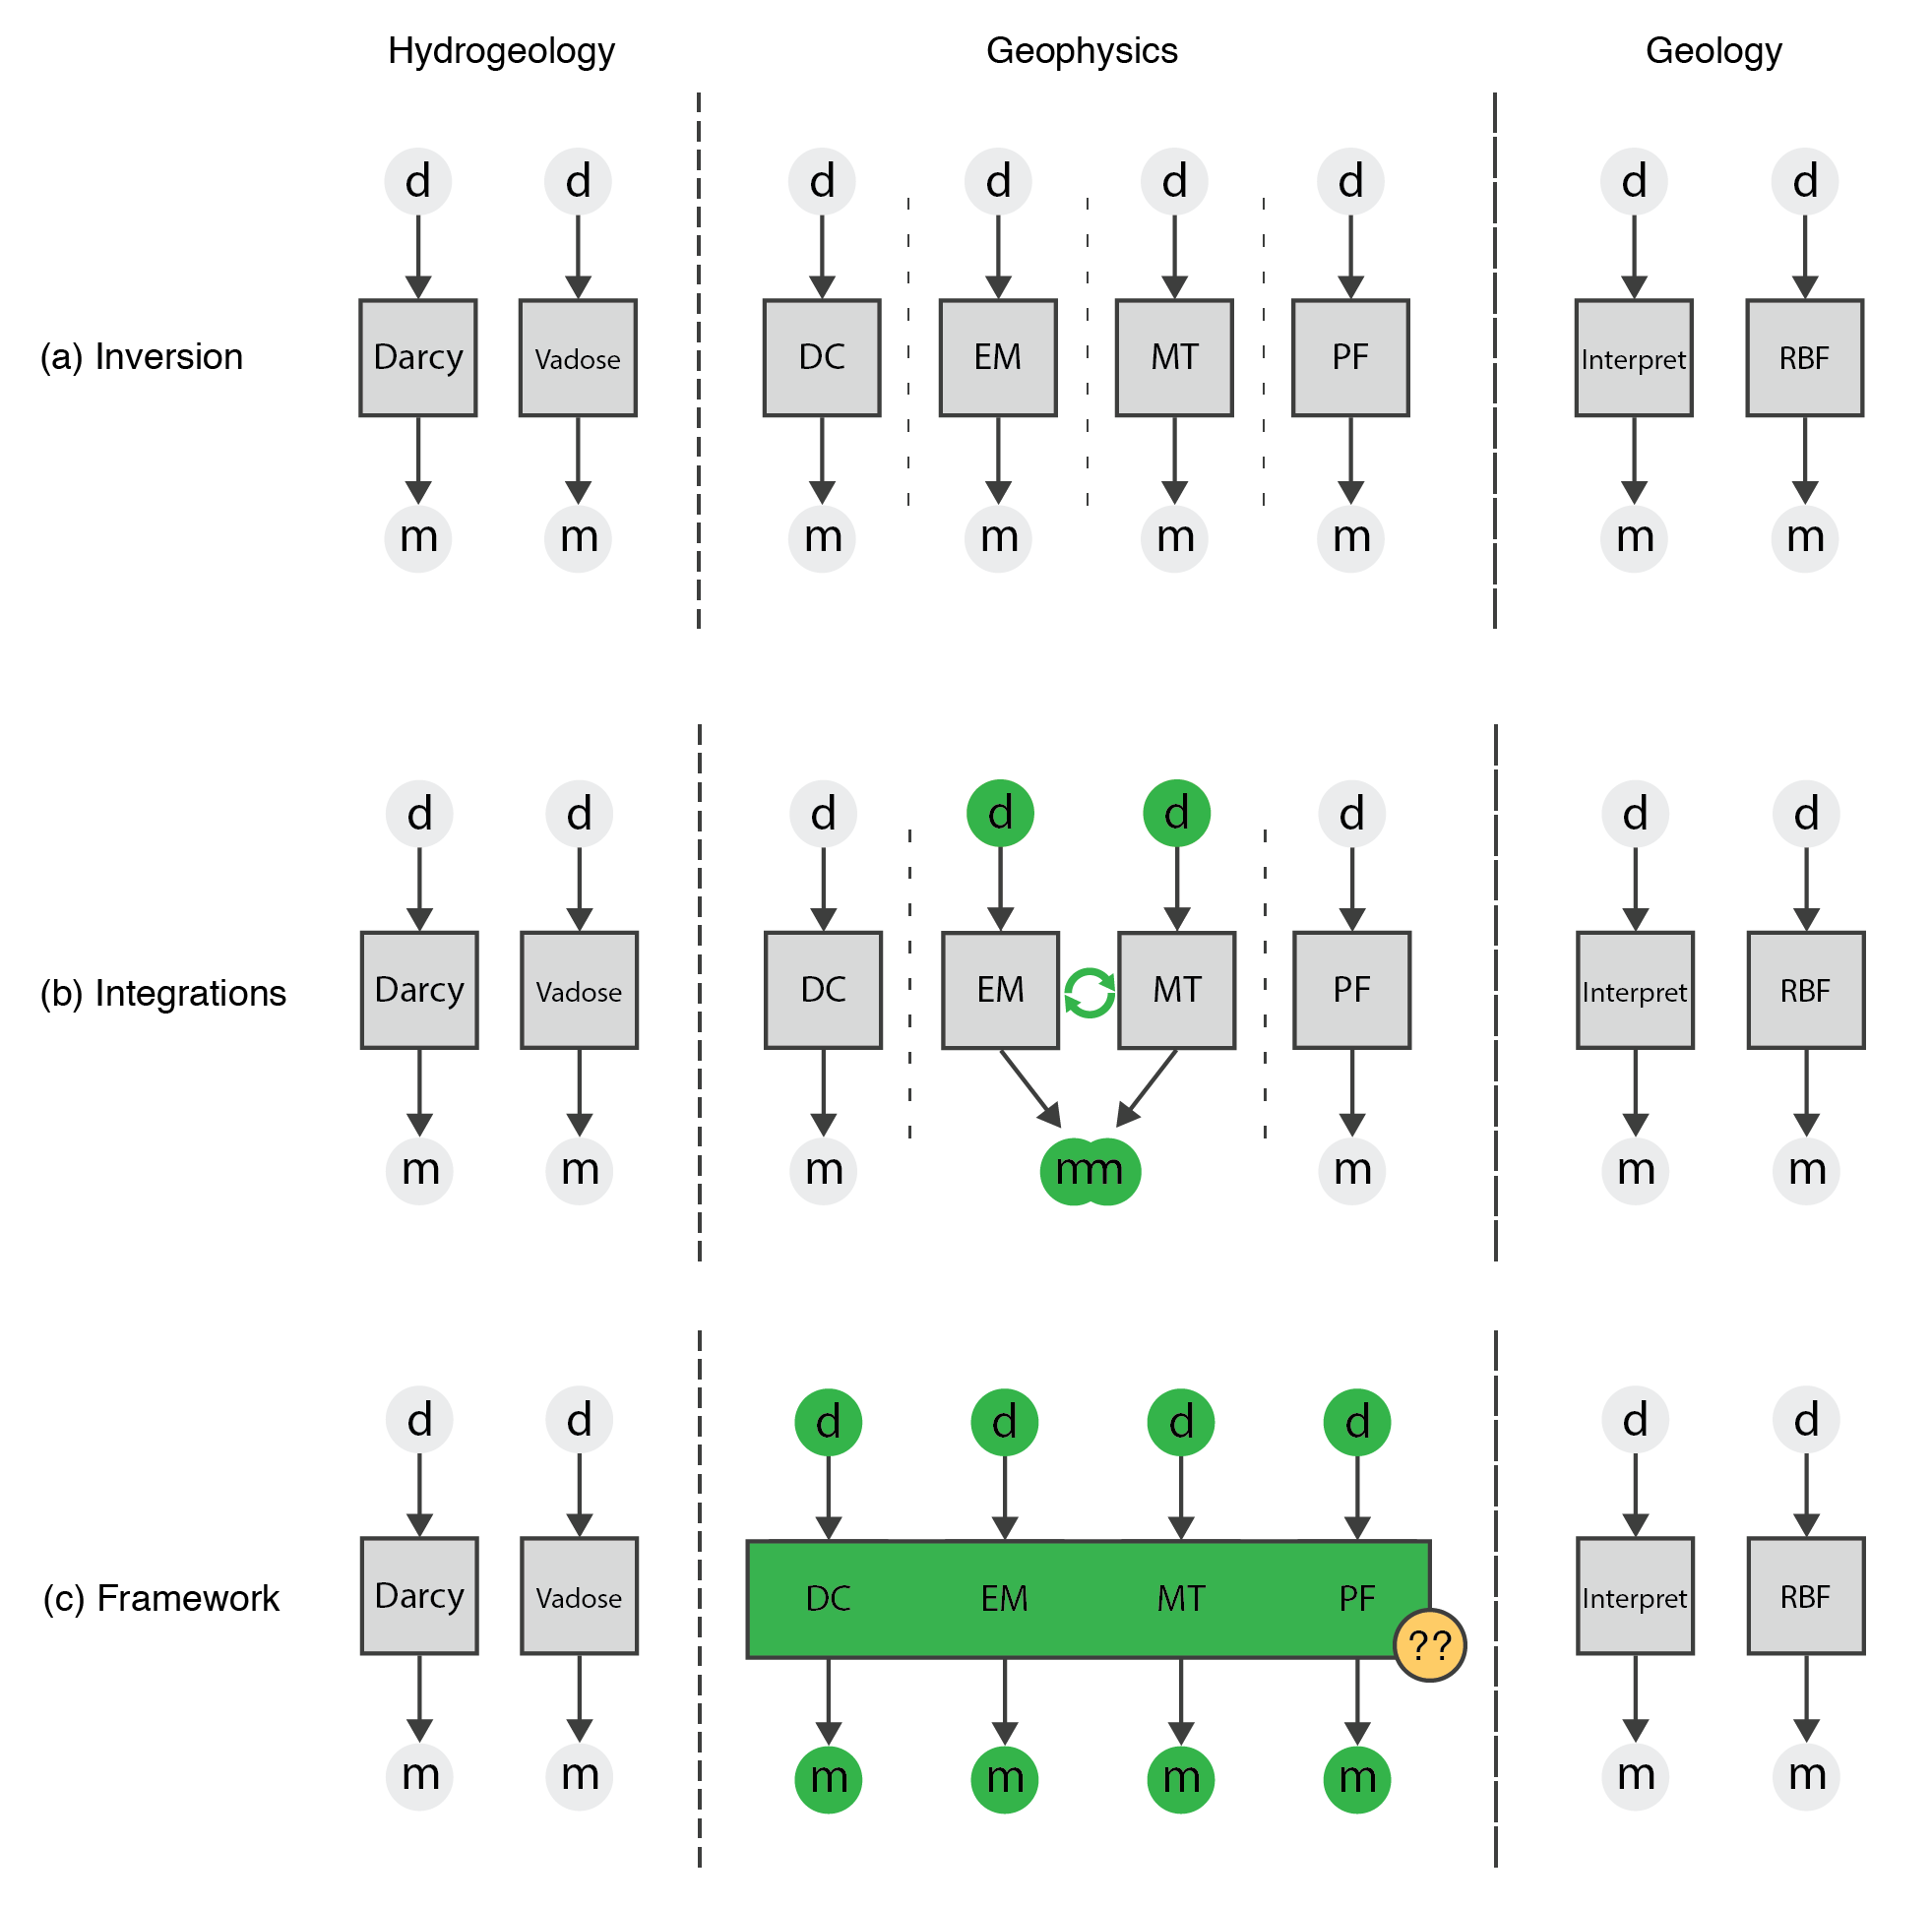 Hydrogeology Geophysics Geology
d d d d d d d d
(a) Inversion Darcy Vadose DC EM MT PF Interpret RBF
m m m m m m m m
d d d d d d d d
(b) Integrations Darcy Vadose DC EM MT PF Interpret RBF
m m m mm m m m
d d d d d d d d
(c) Framework Darcy Vadose DC EM MT PF Interpret RBF
??
m m m m m m m m